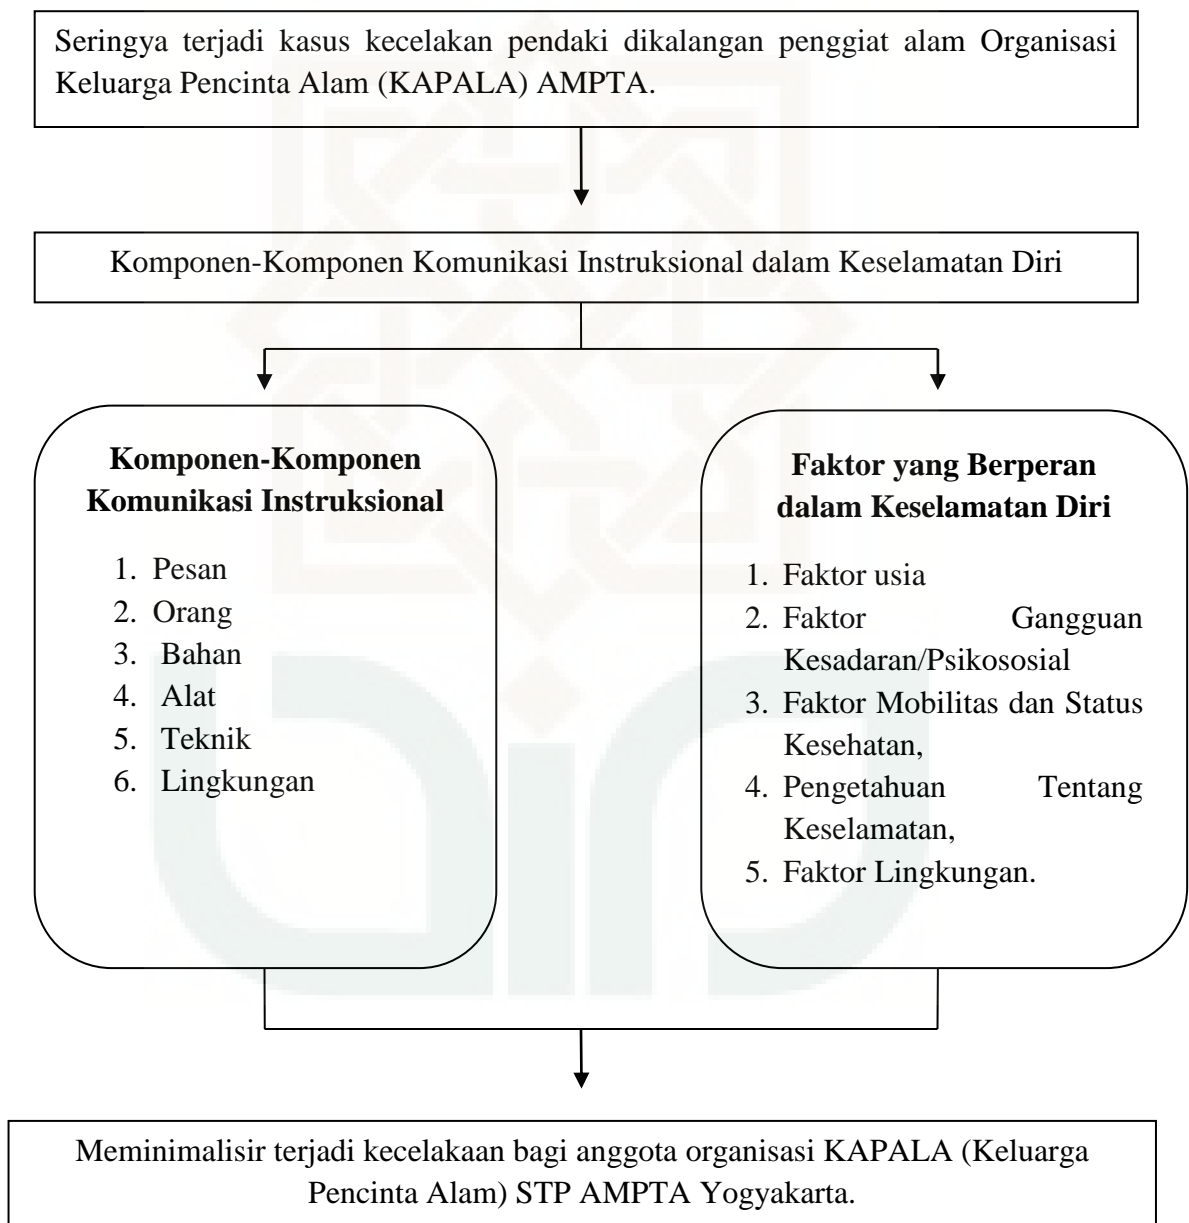 Seringya terjadi kasus kecelakan pendaki dikalangan penggiat alam Organisasi
Keluarga Pencinta Alam (KAPALA) AMPTA.
Komponen-Komponen Komunikasi Instruksional dalam Keselamatan Diri
Komponen-Komponen
Komunikasi Instruksional
1. Pesan
2. Orang
3. Bahan
4. Alat
5. Teknik
6. Lingkungan
Faktor yang Berperan
dalam Keselamatan Diri
1. Faktor usia
2. Faktor Gangguan
Kesadaran/Psikososial
3. Faktor Mobilitas dan Status
Kesehatan,
4. Pengetahuan Tentang
Keselamatan,
5. Faktor Lingkungan.
Meminimalisir terjadi kecelakaan bagi anggota organisasi KAPALA (Keluarga
Pencinta Alam) STP AMPTA Yogyakarta.